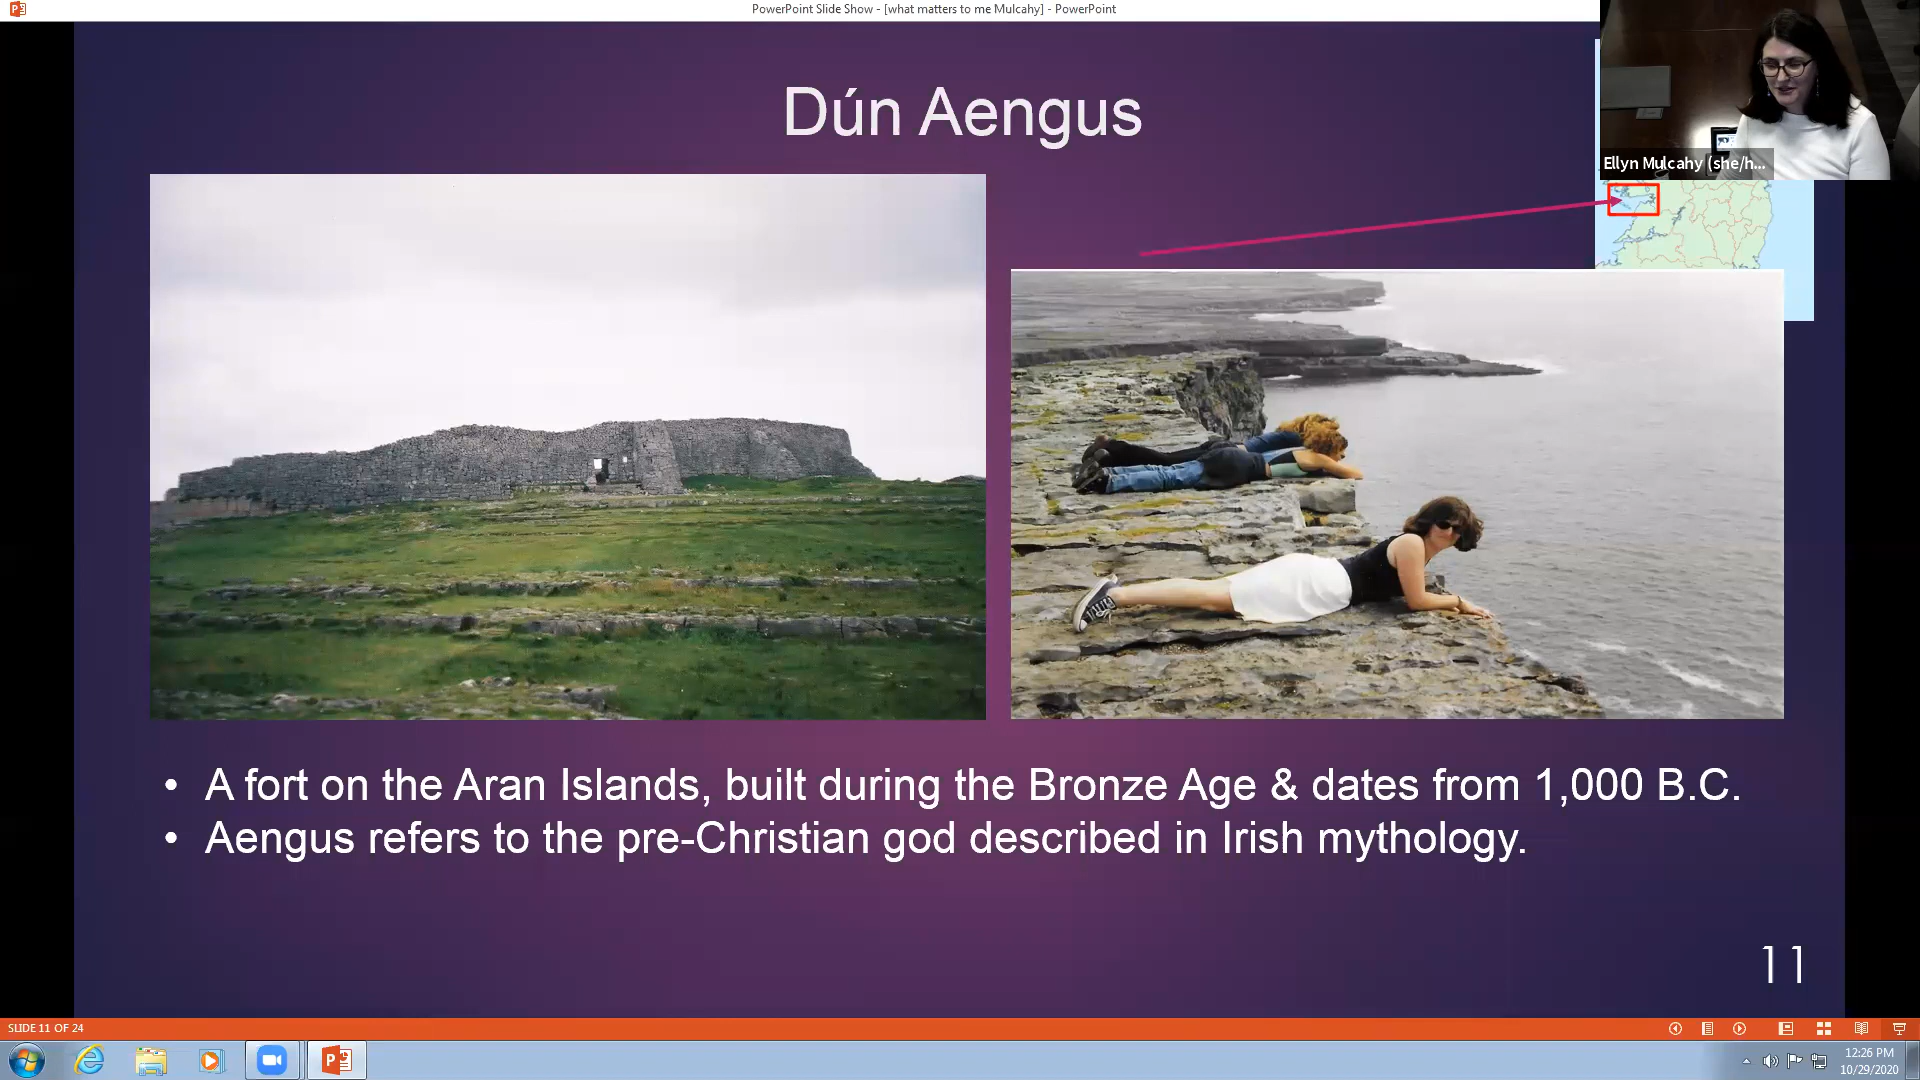 PowerPoint Slide Show - [what matters to me Mulcahy] - PowerPoint
Dún Aengus
Ellyn Mulcahy (she/h...
• A fort on the Aran Islands, built during the Bronze Age & dates from 1,000 B.C.
• Aengus refers to the pre-Christian god described in Irish mythology.
11
SLIDE 11 OF 24
12:26 PM
10/29/2020